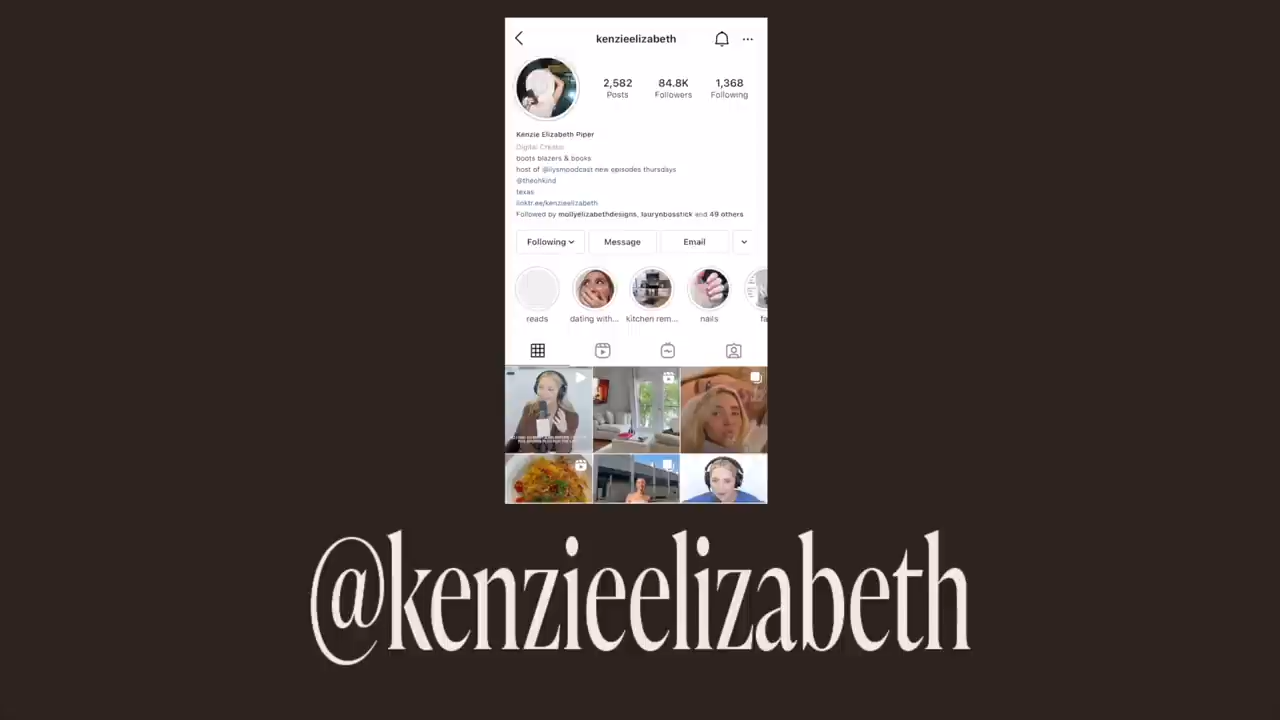 kenzieelizabeth
2,582
84.8K
1,368
Posts
Followers
Following
Kenzie Elizabeth Piper
Digital Creator
boots blazers & books
host of @ilysmoodcast new episodes thursdays
@theohkind
texas
linktr.ee/kenzieelizabeth
Followed by mollyelizabethdesigns, laurynbosstick and 49 others
Following
Message
Email
reads
dating with...
kitchen rem...
nails
fa
@kenzieelizabeth